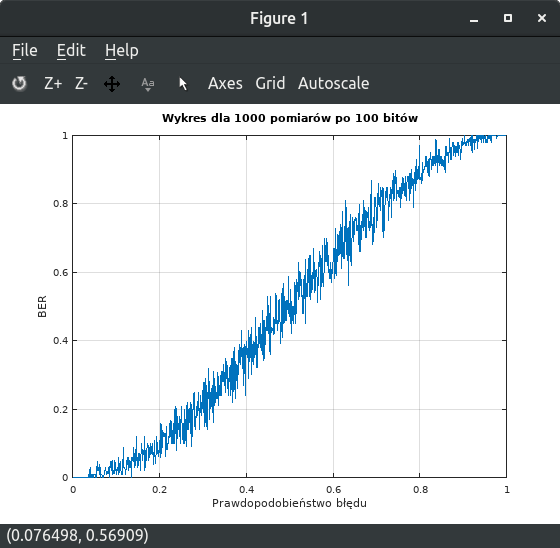 Figure 1
File Edit Help
Z+ Z- Aa Axes Grid Autoscale
Wykres dla 1000 pomiarów po 100 bitów
1
0.8
0.6
0.4
0.2
0
BER
0 0.2 0.4 0.6 0.8 1
Prawdopodobieństwo błędu
(0.076498, 0.56909)